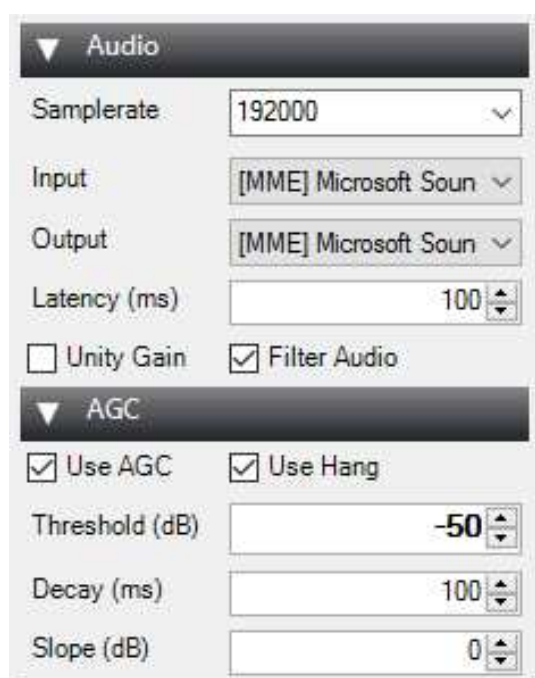 Audio
Samplerate 192000
Input [MME] Microsoft Soun
Output [MME] Microsoft Soun
Latency (ms) 100
Unity Gain Filter Audio
AGC
Use AGC Use Hang
Threshold (dB) -50
Decay (ms) 100
Slope (dB) 0